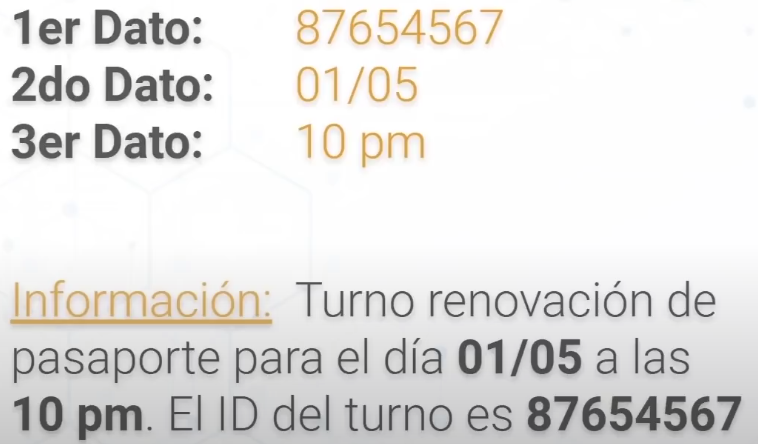 1er Dato: 87654567
2do Dato: 01/05
3er Dato: 10 pm
Información: Turno renovación de
pasaporte para el día 01/05 a las
10 pm. El ID del turno es 87654567